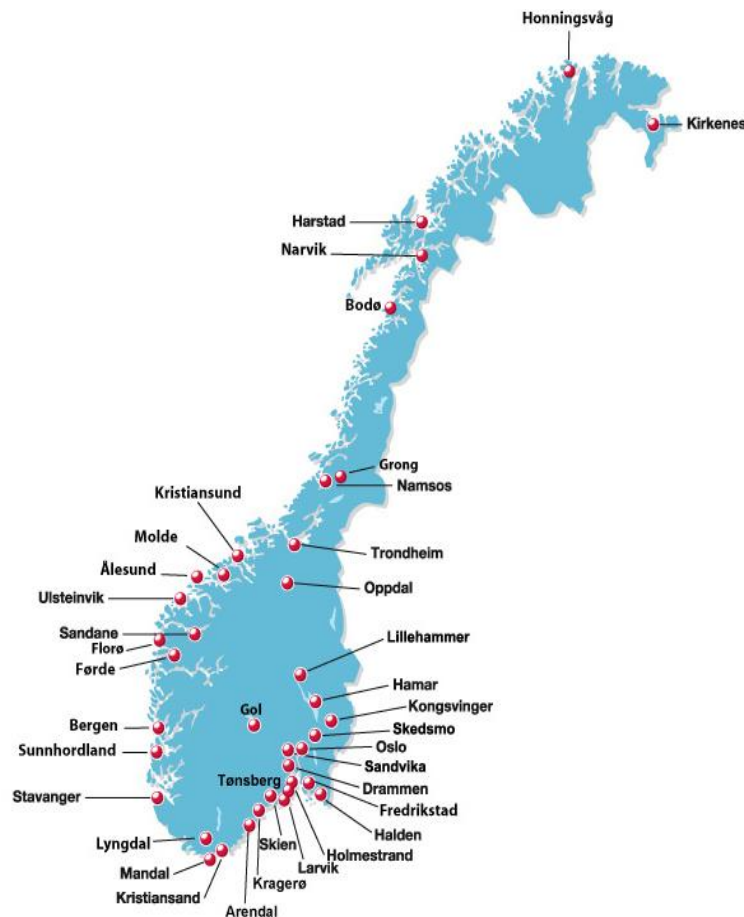 Honningsvåg
Kirkenes
Harstad
Narvik
Bodø
Grong
Namsos
Kristiansund
Molde
Trondheim
Ålesund
Oppdal
Ulsteinvik
Sandane
Lillehammer
Florø
Førde
Hamar
Gol
Kongsvinger
Bergen
Skedsmo
Sunnhordland
Oslo
Sandvika
Tønsberg
Drammen
Stavanger
Fredrikstad
Halden
Lyngdal
Skien
Holmestrand
Larvik
Mandal
Kragerø
Kristiansand
Arendal